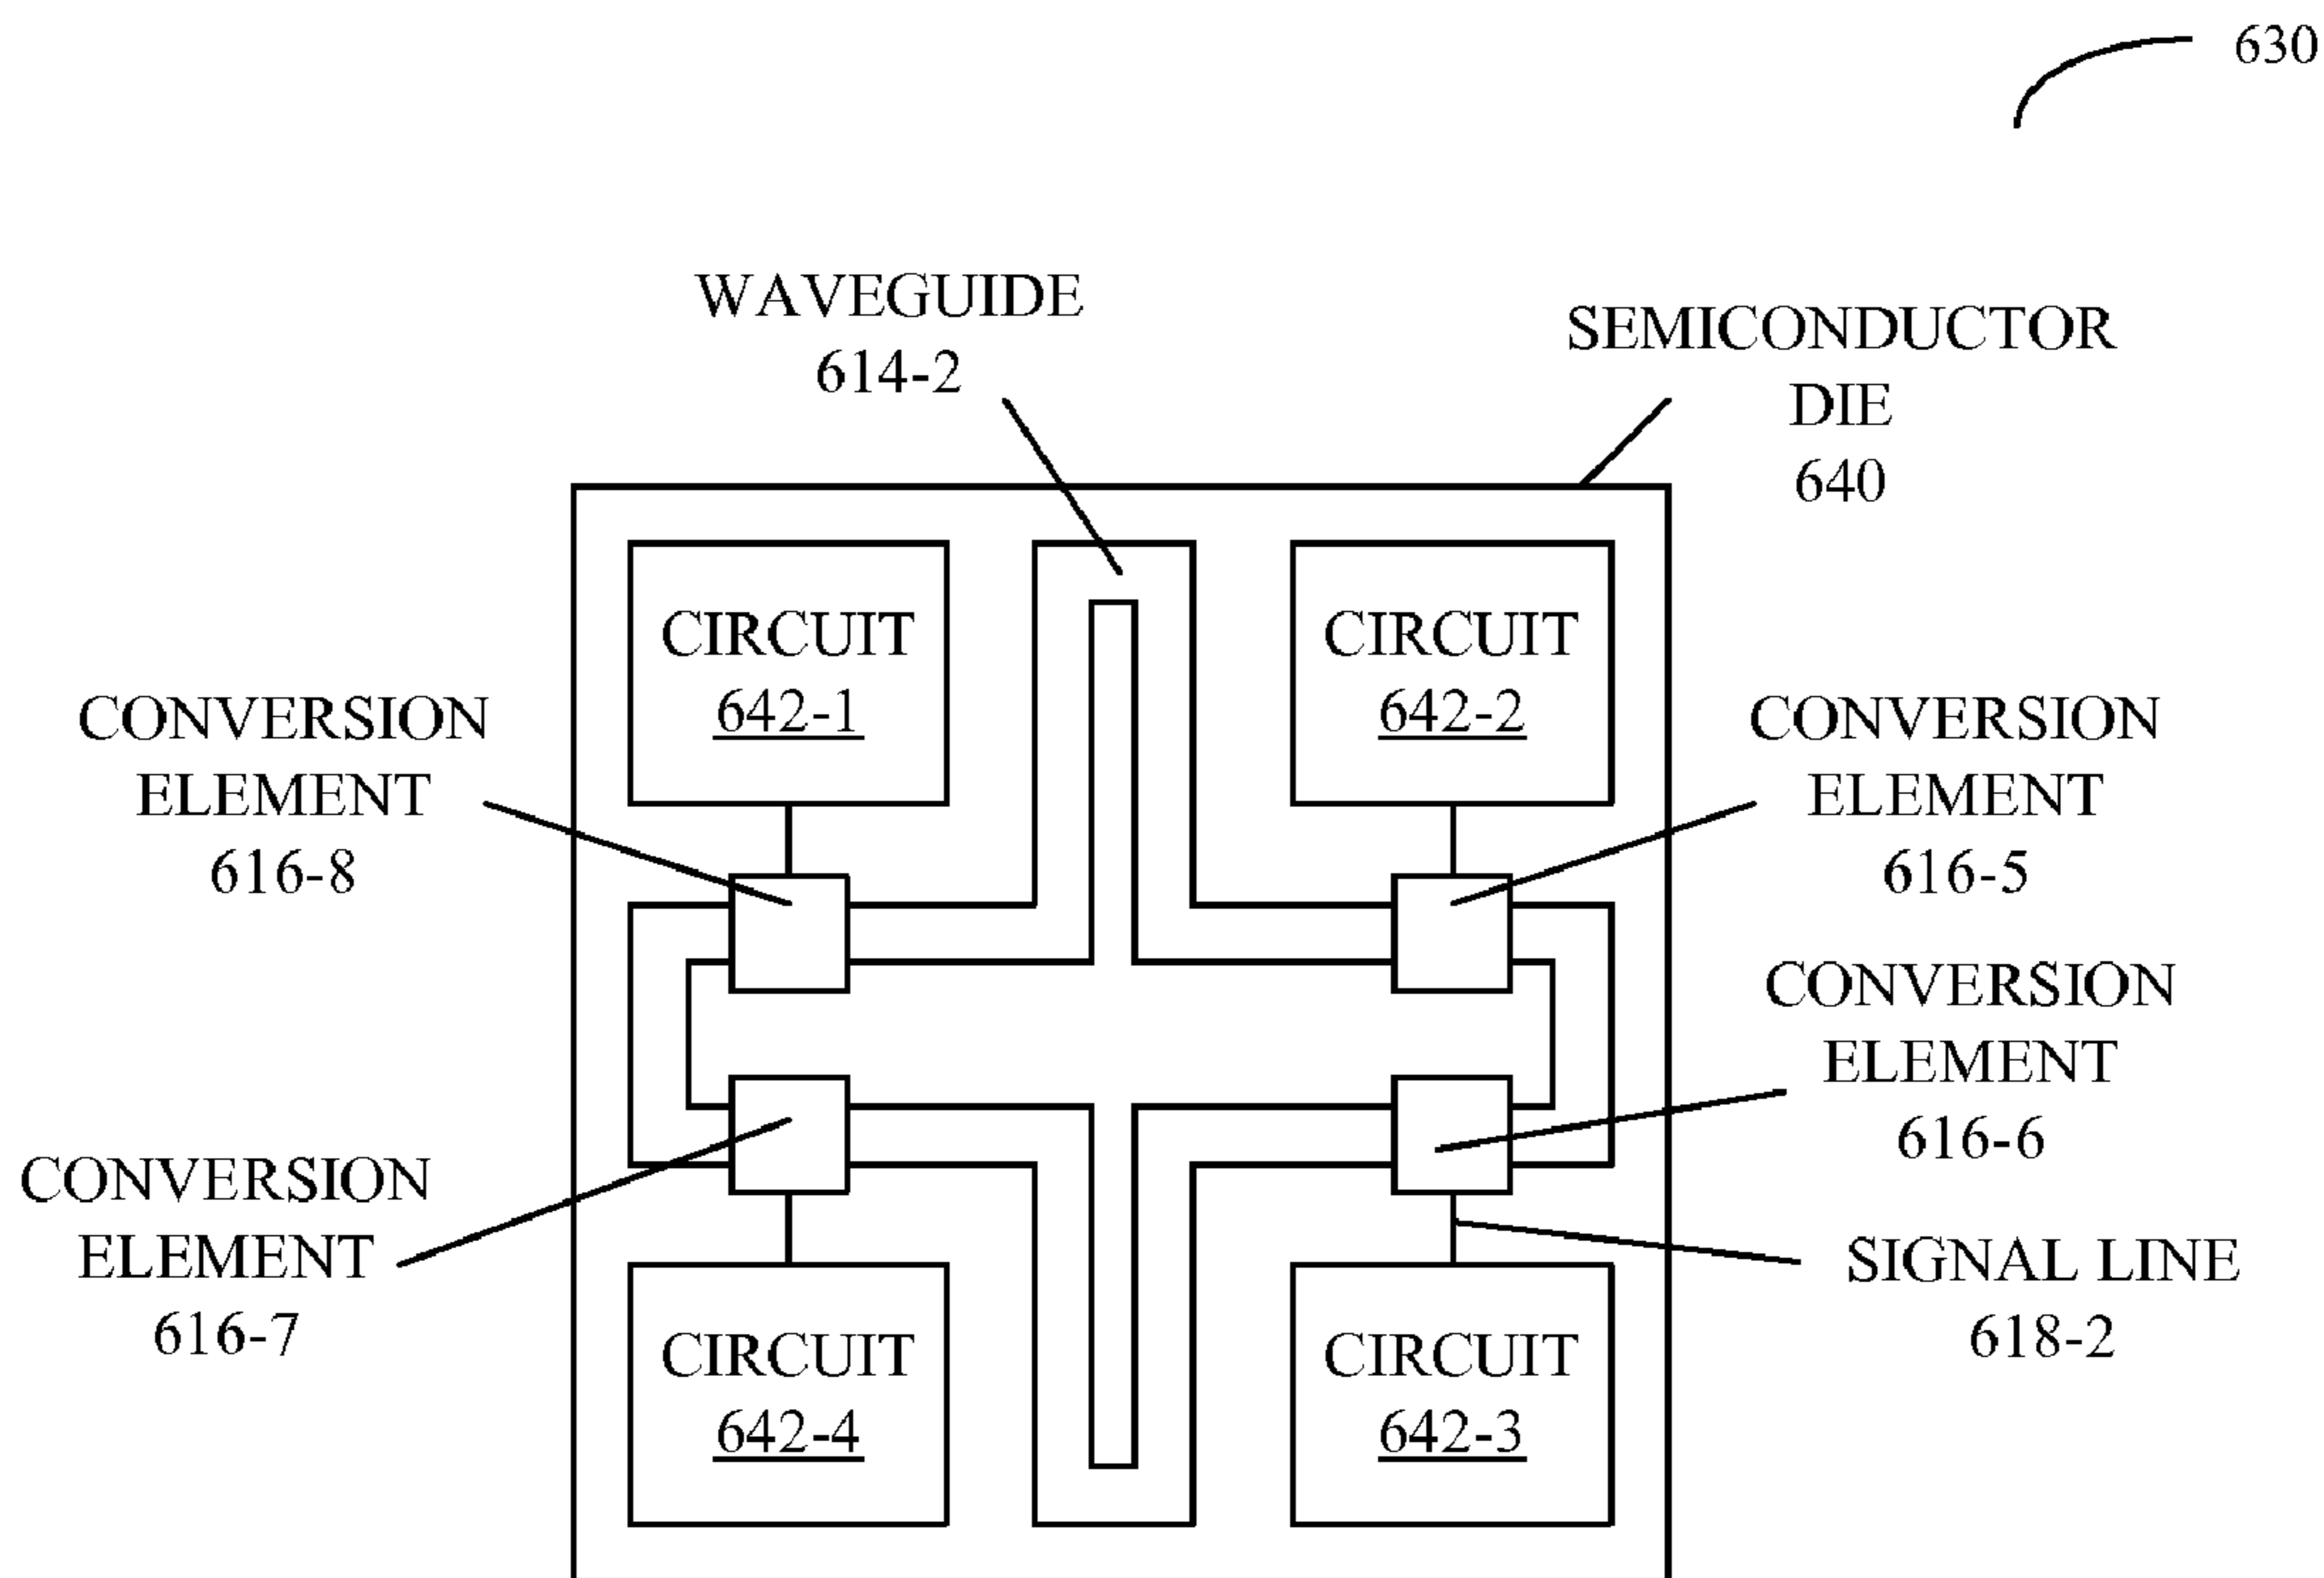 630
WAVEGUIDE
614-2
SEMICONDUCTOR
DIE
640
CIRCUIT
642-1
CIRCUIT
642-2
CONVERSION
ELEMENT
616-8
CONVERSION
ELEMENT
616-5
CONVERSION
ELEMENT
616-6
CONVERSION
ELEMENT
616-7
SIGNAL LINE
618-2
CIRCUIT
642-4
CIRCUIT
642-3